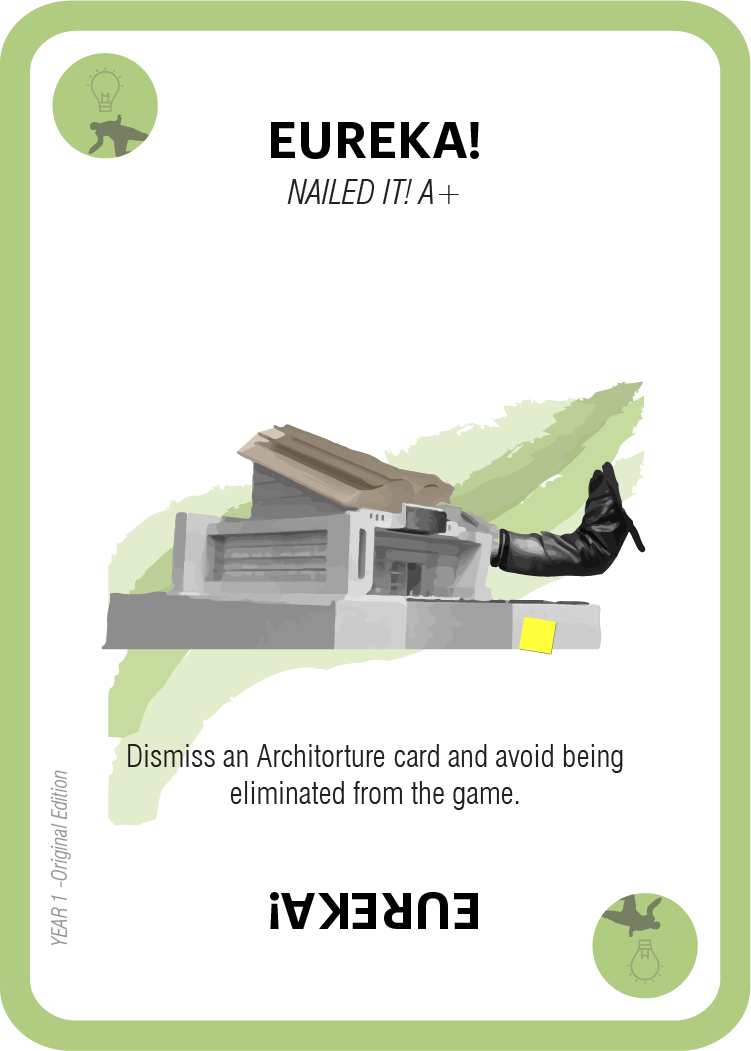 EUREKA!
NAILED IT! A+
Dismiss an Architorture card and avoid being
eliminated from the game.
YEAR 1 -Original Edition
EUREKA!